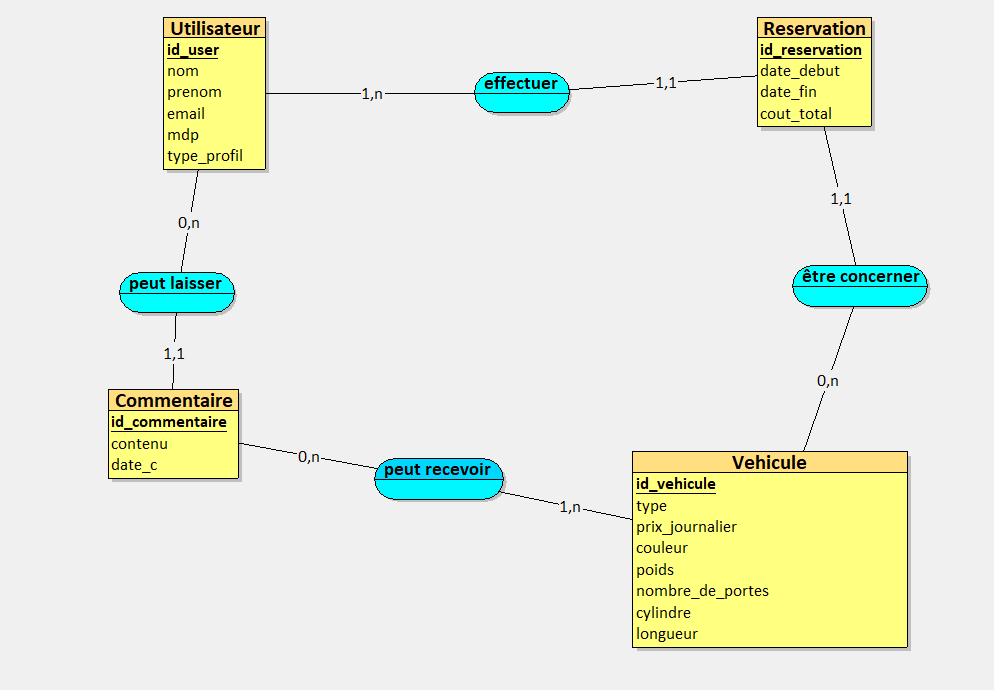 Utilisateur
id_user
nom
prenom
email
mdp
type_profil
1,n
effectuer
1,1
Reservation
id_reservation
date_debut
date_fin
cout_total
0,n
peut laisser
1,1
1,1
être concerner
0,n
Commentaire
id_commentaire
contenu
date_c
0,n
peut recevoir
1,n
Vehicule
id_vehicule
type
prix_journalier
couleur
poids
nombre_de_portes
cylindre
longueur